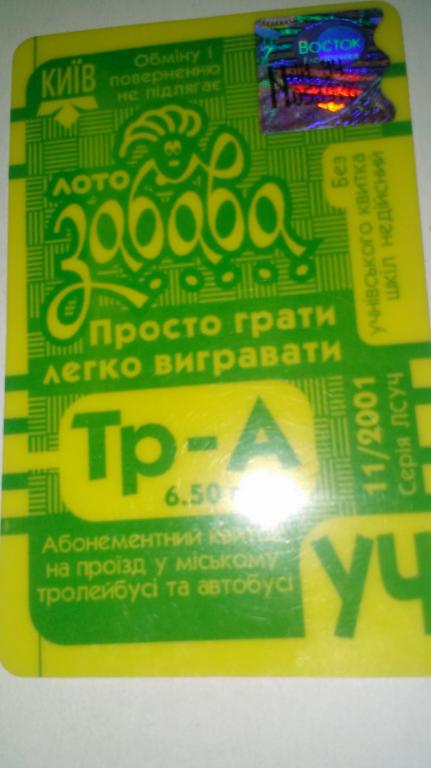 КИЇВ
Обміну і
поверненню
не підлягає
ВОСТОК
лото
забава
Без
учнівського квитка
шкіл недійсний
Просто грати
легко вигравати
Тр-А
6.50
11/2001
Серія ЛСУЧ
Абонементний квиток
на проїзд у міському
тролейбусі та автобусі
УЧ